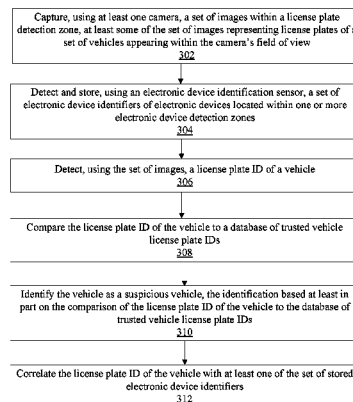 Capture, using at least one camera, a set of images within a license plate
detection zone, at least some of the set of images representing license plates of a
set of vehicles appearing within the camera's field of view
302
Detect and store, using an electronic device identification sensor, a set of
electronic device identifiers of electronic devices located within one or more
electronic device detection zones
304
Detect, using the set of images, a license plate ID of a vehicle
306
Compare the license plate ID of the vehicle to a database of trusted vehicle
license plate IDs
308
Identify the vehicle as a suspicious vehicle, the identification based at least in
part on the comparison of the license plate ID of the vehicle to the database of
trusted vehicle license plate IDs
310
Correlate the license plate ID of the vehicle with at least one of the set of stored
electronic device identifiers
312